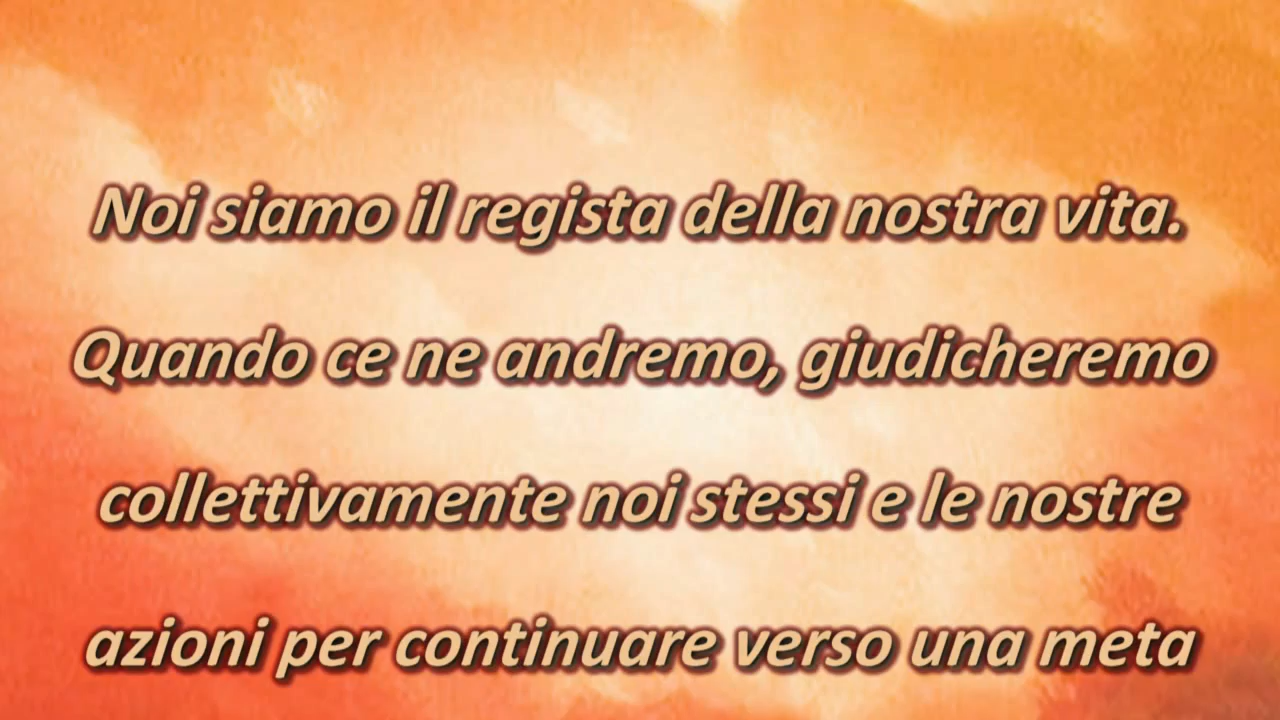 Noi siamo il regista della nostra vita.
Quando ce ne andremo, giudicheremo
collettivamente noi stessi e le nostre
azioni per continuare verso una meta